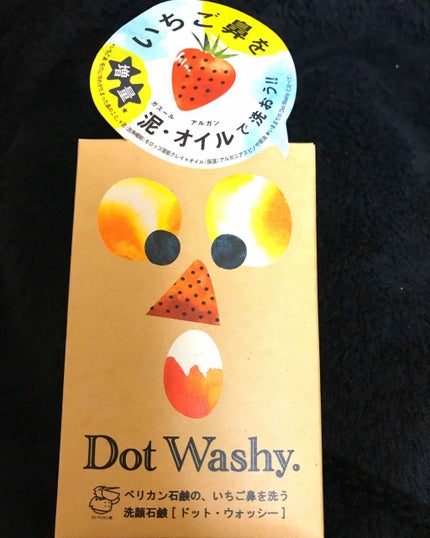 いちご鼻を
増量
ガスール アルガン
泥・オイルで洗おう!!
Dot Washy.
ペリカン石鹸の、いちご鼻を洗う
洗顔石鹸 [ ドット・ウォッシー ]